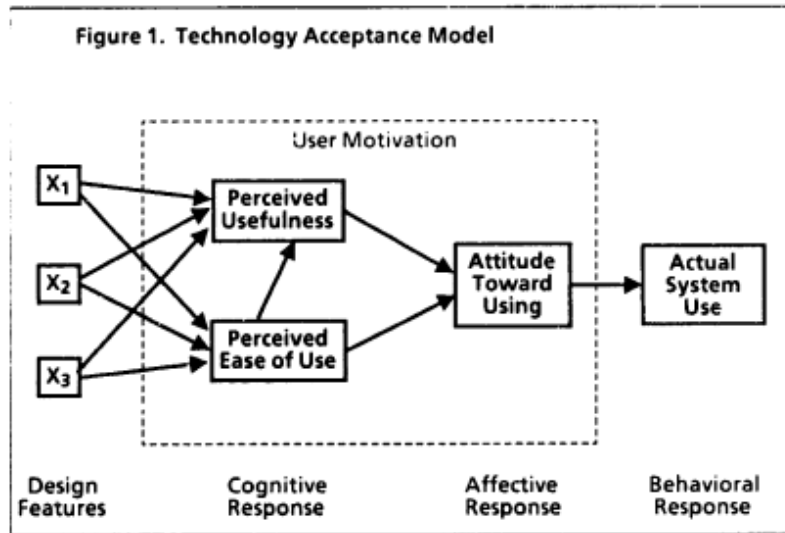 Figure 1. Technology Acceptance Model
User Motivation
X1
X2
X3
Perceived
Usefulness
Perceived
Ease of Use
Attitude
Toward
Using
Actual
System
Use
Design
Features
Cognitive
Response
Affective
Response
Behavioral
Response